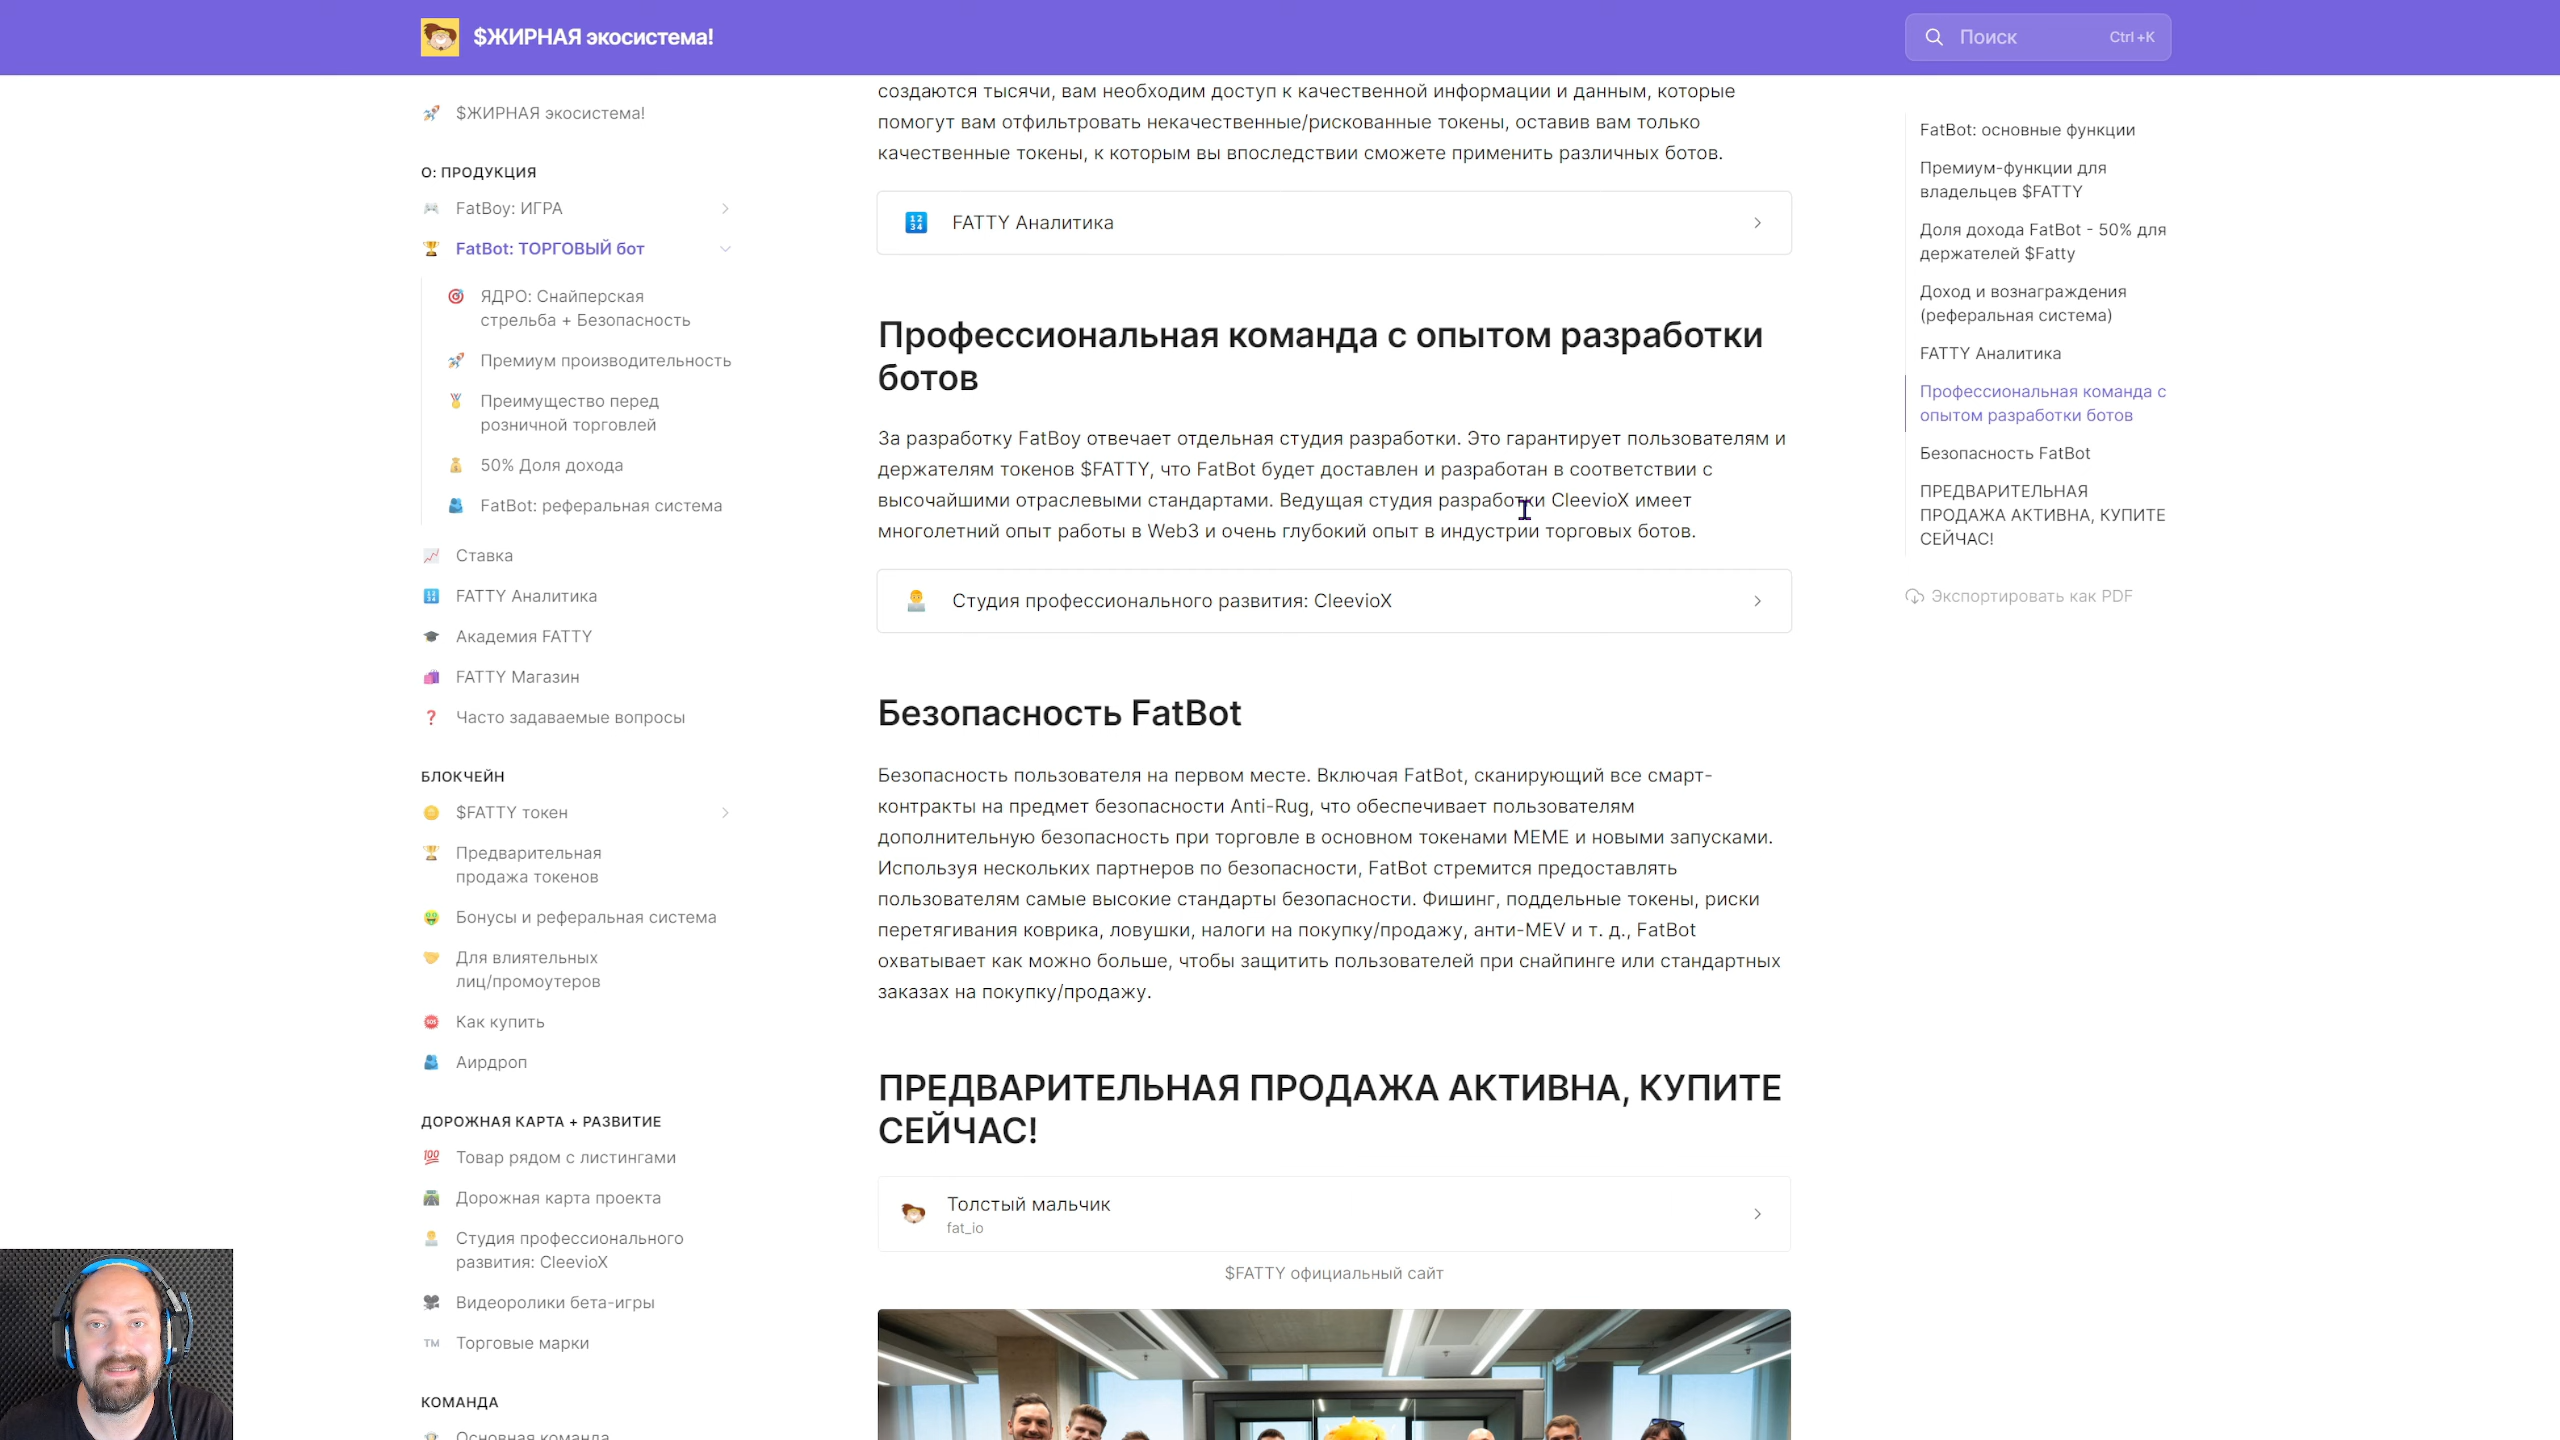 $ЖИРНАЯ экосистема!
Поиск
Ctrl+K
$ЖИРНАЯ экосистема!
О: ПРОДУКЦИЯ
FatBoy: ИГРА
FatBot: ТОРГОВЫЙ бот
ЯДРО: Снайперская
стрельба + Безопасность
Премиум производительность
Преимущество перед
розничной торговлей
50% Доля дохода
FatBot: реферальная система
Ставка
FATTY Аналитика
Академия FATTY
FATTY Магазин
Часто задаваемые вопросы
БЛОКЧЕЙН
$FATTY токен
Предварительная
продажа токенов
Бонусы и реферальная система
Для влиятельных
лиц/промоутеров
Как купить
Аирдроп
ДОРОЖНАЯ КАРТА + РАЗВИТИЕ
Товар рядом с листингами
Дорожная карта проекта
Студия профессионального
развития: CleevioX
Видеоролики бета-игры
TM Торговые марки
КОМАНДА
Основная команда
создаются тысячи, вам необходим доступ к качественной информации и данным, которые
помогут вам отфильтровать некачественные/рискованные токены, оставив вам только
качественные токены, к которым вы впоследствии сможете применить различных ботов.
FATTY Аналитика
Профессиональная команда с опытом разработки
ботов
За разработку FatBoy отвечает отдельная студия разработки. Это гарантирует пользователям и
держателям токенов $FATTY, что FatBot будет доставлен и разработан в соответствии с
высочайшими отраслевыми стандартами. Ведущая студия разработки CleevioX имеет
многолетний опыт работы в Web3 и очень глубокий опыт в индустрии торговых ботов.
Студия профессионального развития: CleevioX
Безопасность FatBot
Безопасность пользователя на первом месте. Включая FatBot, сканирующий все смарт-
контракты на предмет безопасности Anti-Rug, что обеспечивает пользователям
дополнительную безопасность при торговле в основном токенами MEME и новыми запусками.
Используя нескольких партнеров по безопасности, FatBot стремится предоставлять
пользователям самые высокие стандарты безопасности. Фишинг, поддельные токены, риски
перетягивания коврика, ловушки, налоги на покупку/продажу, анти-MEV и т. д., FatBot
охватывает как можно больше, чтобы защитить пользователей при снайпинге или стандартных
заказах на покупку/продажу.
ПРЕДВАРИТЕЛЬНАЯ ПРОДАЖА АКТИВНА, КУПИТЕ
СЕЙЧАС!
Толстый мальчик
fat_io
$FATTY официальный сайт
FatBot: основные функции
Премиум-функции для
владельцев $FATTY
Доля дохода FatBot - 50% для
держателей $Fatty
Доход и вознаграждения
(реферальная система)
FATTY Аналитика
Профессиональная команда с
опытом разработки ботов
Безопасность FatBot
ПРЕДВАРИТЕЛЬНАЯ
ПРОДАЖА АКТИВНА, КУПИТЕ
СЕЙЧАС!
Экспортировать как PDF